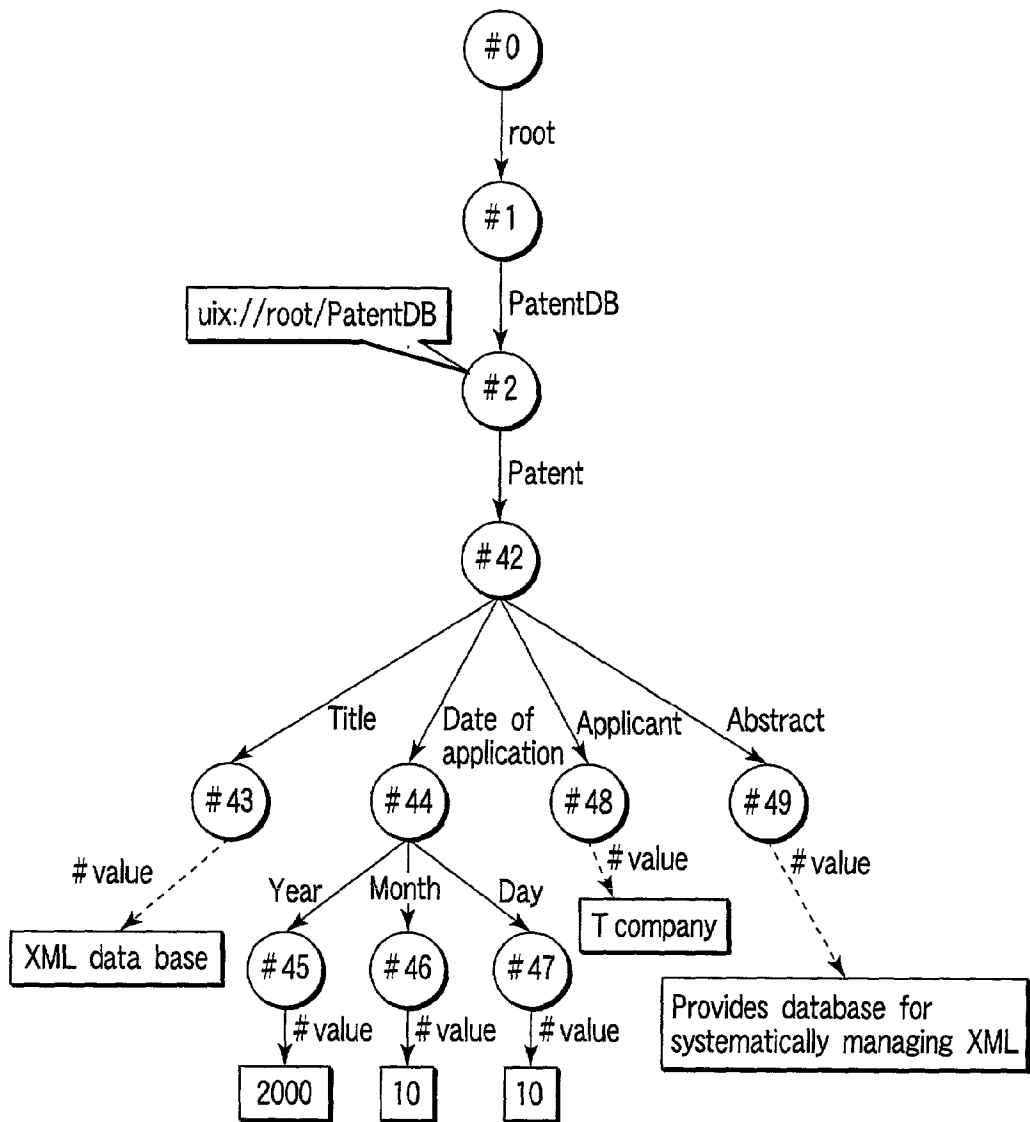 #0
root
#1
uix://root/PatentDB
PatentDB
#2
Patent
#42
Title
Date of
application
Applicant
Abstract
#43
#44
#48
#49
#value
Year
Month
Day
#value
#value
XML data base
#45
#46
#47
T company
#value
#value
#value
Provides database for
systematically managing XML
2000
10
10